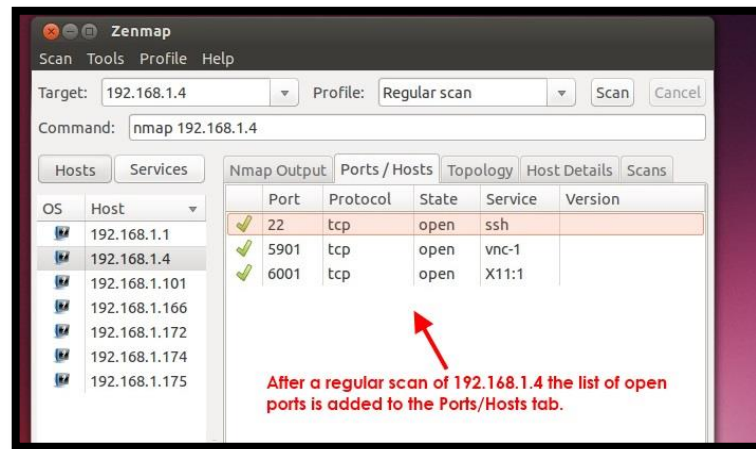 Zenmap
Scan Tools Profile Help
Target: 192.168.1.4 Profile: Regular scan Scan Cancel
Command: nmap 192.168.1.4
Hosts Services Nmap Output Ports / Hosts Topology Host Details Scans
OS Host Port Protocol State Service Version
192.168.1.1 22 tcp open ssh
192.168.1.4 5901 tcp open vnc-1
192.168.1.101 6001 tcp open X11:1
192.168.1.166
192.168.1.172
192.168.1.174
192.168.1.175
After a regular scan of 192.168.1.4 the list of open
ports is added to the Ports/Hosts tab.